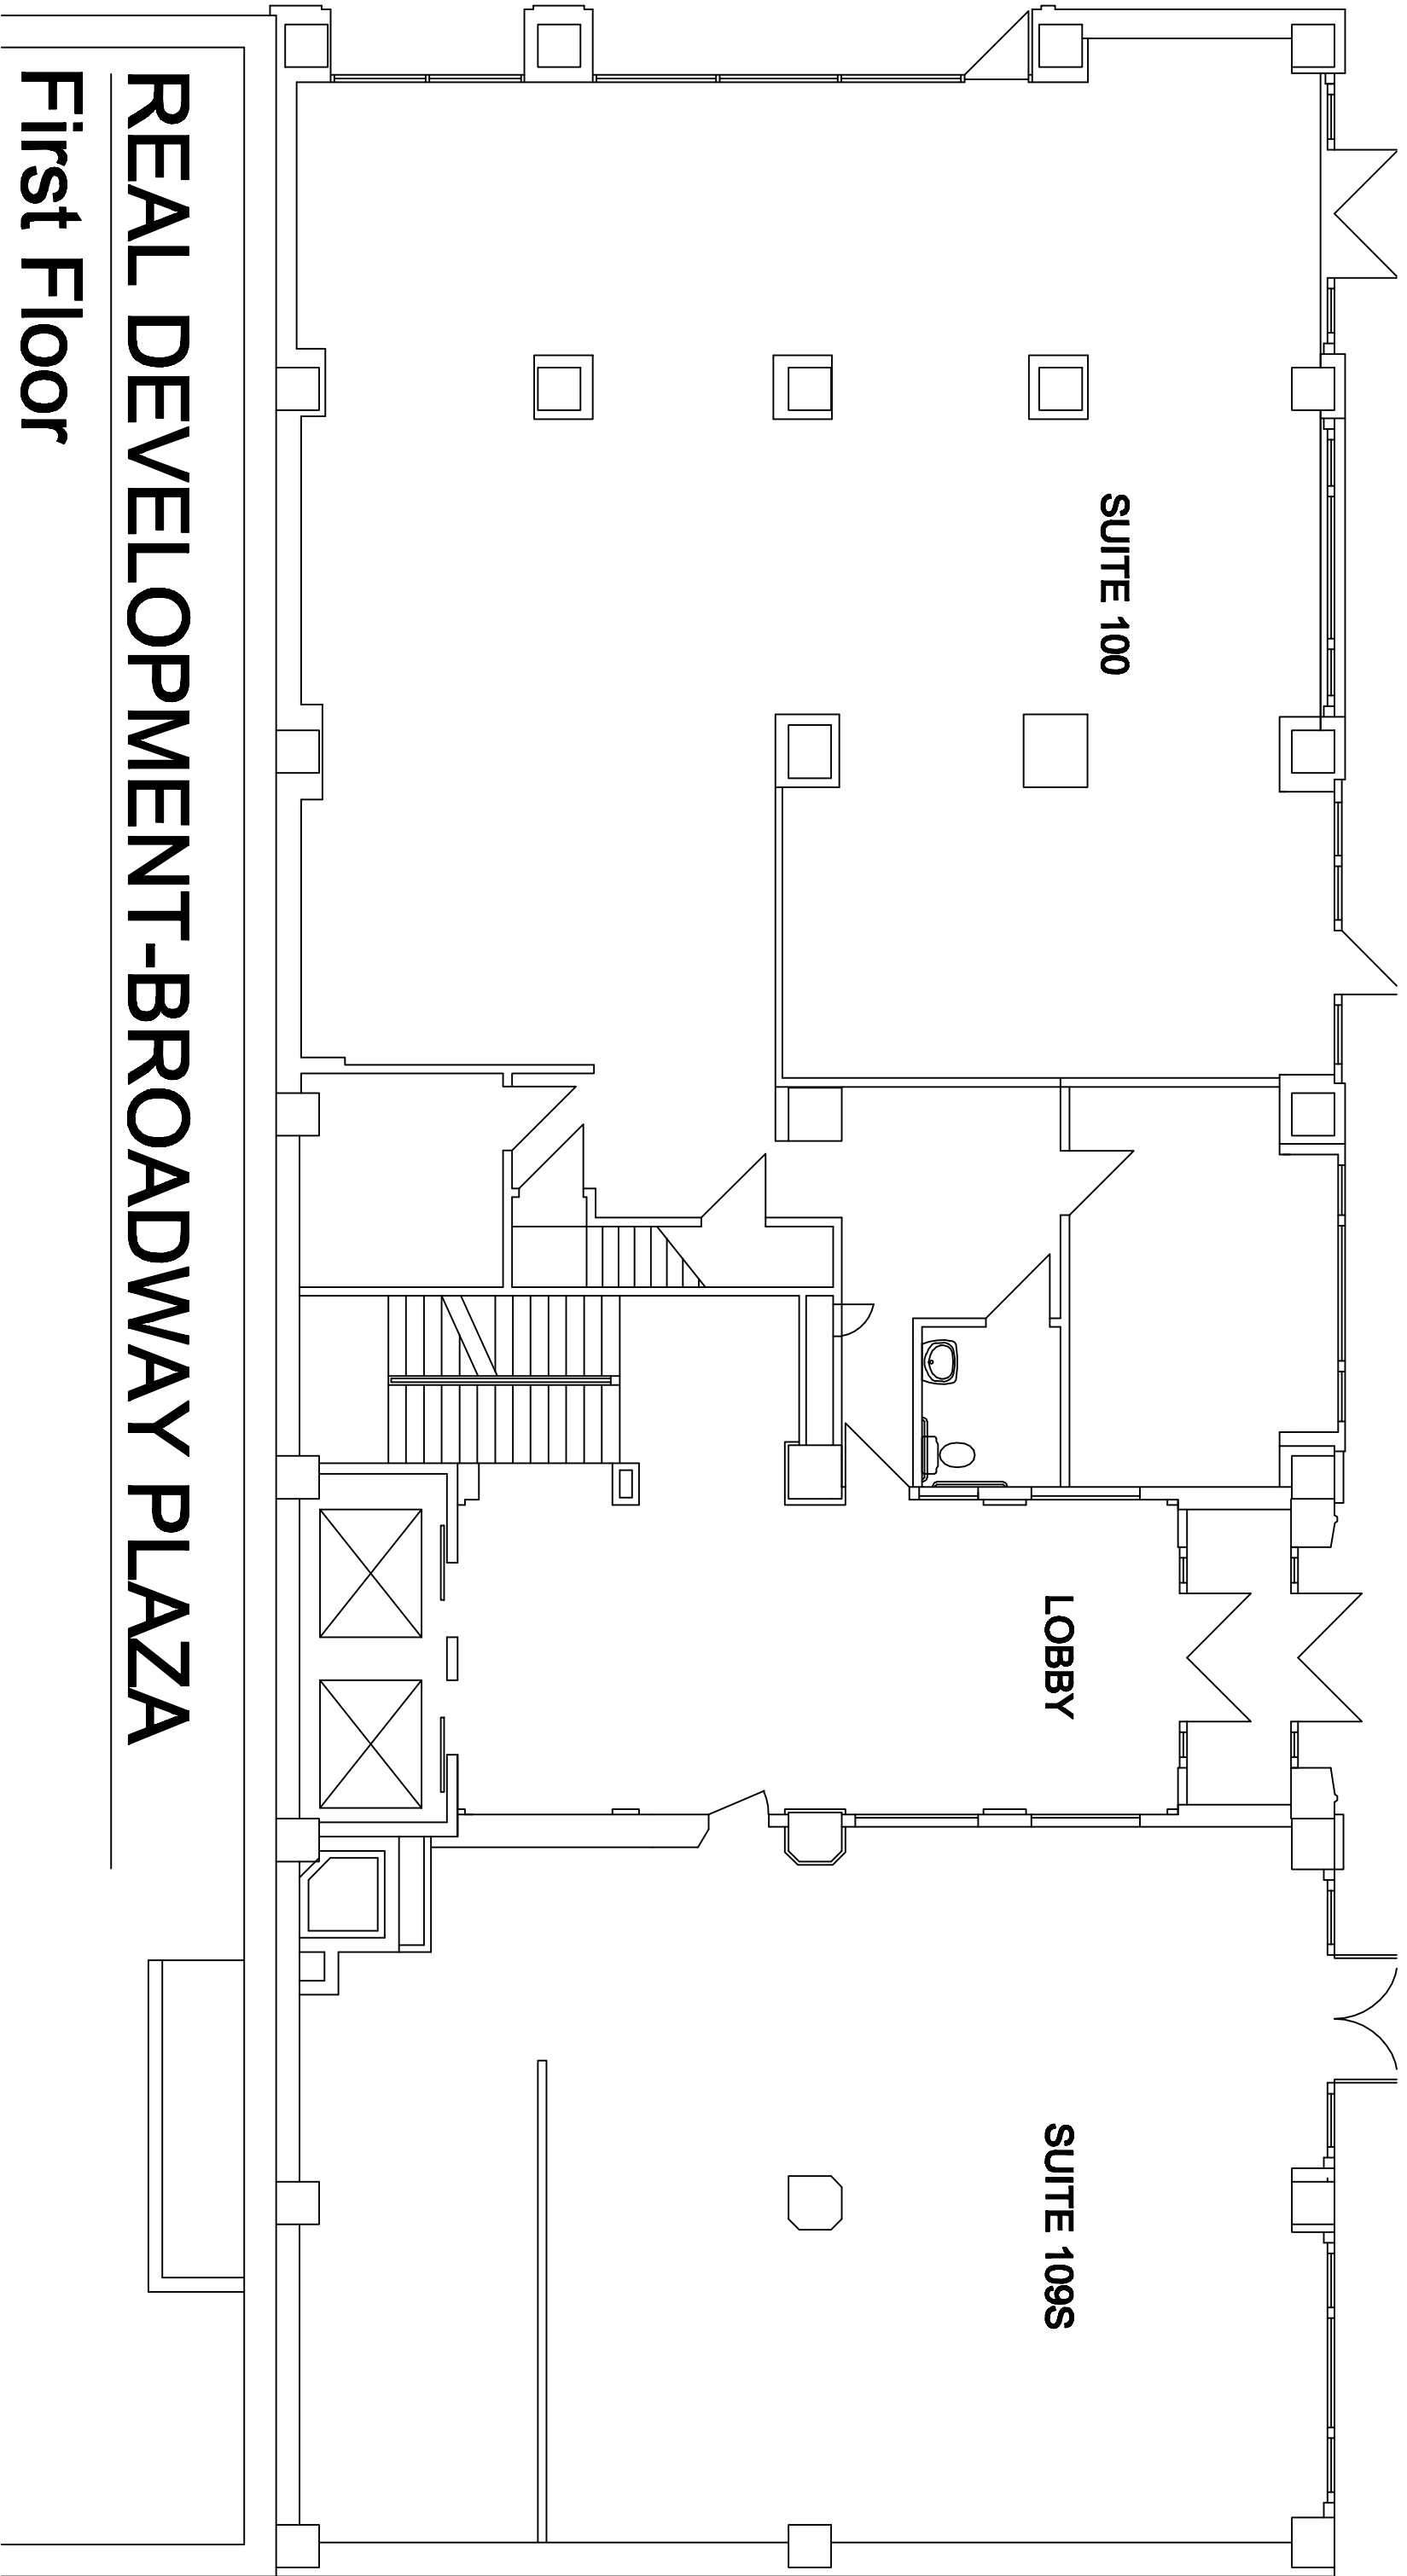 SUITE 100
LOBBY
SUITE 109S
REAL DEVELOPMENT-BROADWAY PLAZA
First Floor